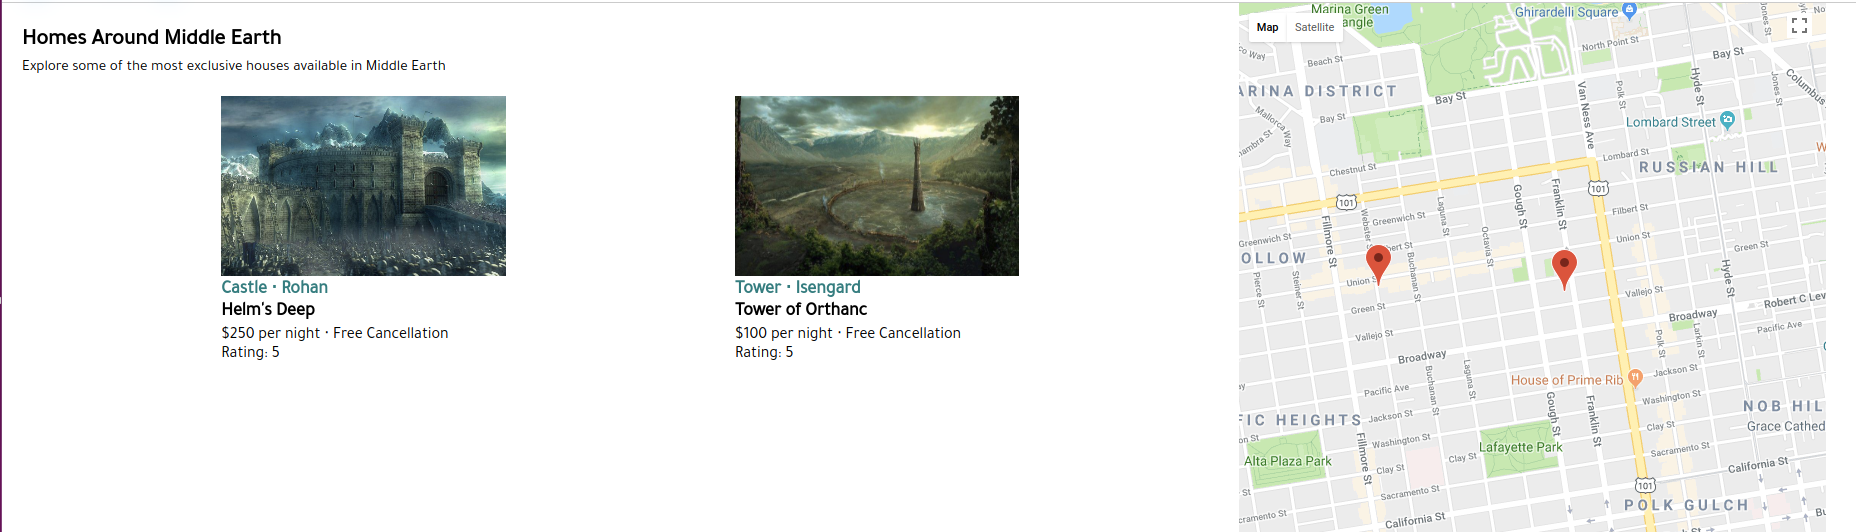 Homes Around Middle Earth
Explore some of the most exclusive houses available in Middle Earth
Castle · Rohan
Helm's Deep
$250 per night · Free Cancellation
Rating: 5
Tower · Isengard
Tower of Orthanc
$100 per night · Free Cancellation
Rating: 5
Map
Satellite
Marina Green
angle
Ghirardelli Square
North Point St
Bay St
Jones St
co Way
Beach St
ARINA DISTRICT
Bay St
Bay St
Van Ness Ave
Polk St
Hyde St
Jones St
Columbus
Mallorca Way
ambra St
Lombard Street
Chestnut St
Lombard St
RUSSIAN HILL
101
101
Franklin St
Gough St
Laguna St
Webster
Greenwich St
Filbert St
Fillmore St
Greenwich St
bert St
Octavia St
Union St
Green St
OLLOW
Buchanan St
Pierce St
Steiner St
Union St
Hyde St
Green St
Vallejo St
Robert C Lev
Broadway
Pacific Ave
Vallejo St
Polk St
Larkin St
Broadway
Laguna St
Buchanan St
House of Prime Rib
Jackson St
Pacific Ave
Washington St
Gough St
Franklin St
FIC HEIGHTS
Jackson St
NOB HIL
Clay St
Grace Cathed
Washington St
Fillmore St
Lafayette Park
Sacramento St
Alta Plaza Park
Clay St
Clay St
California St
101
Sacramento St
POLK GULCH
cramento St
California St